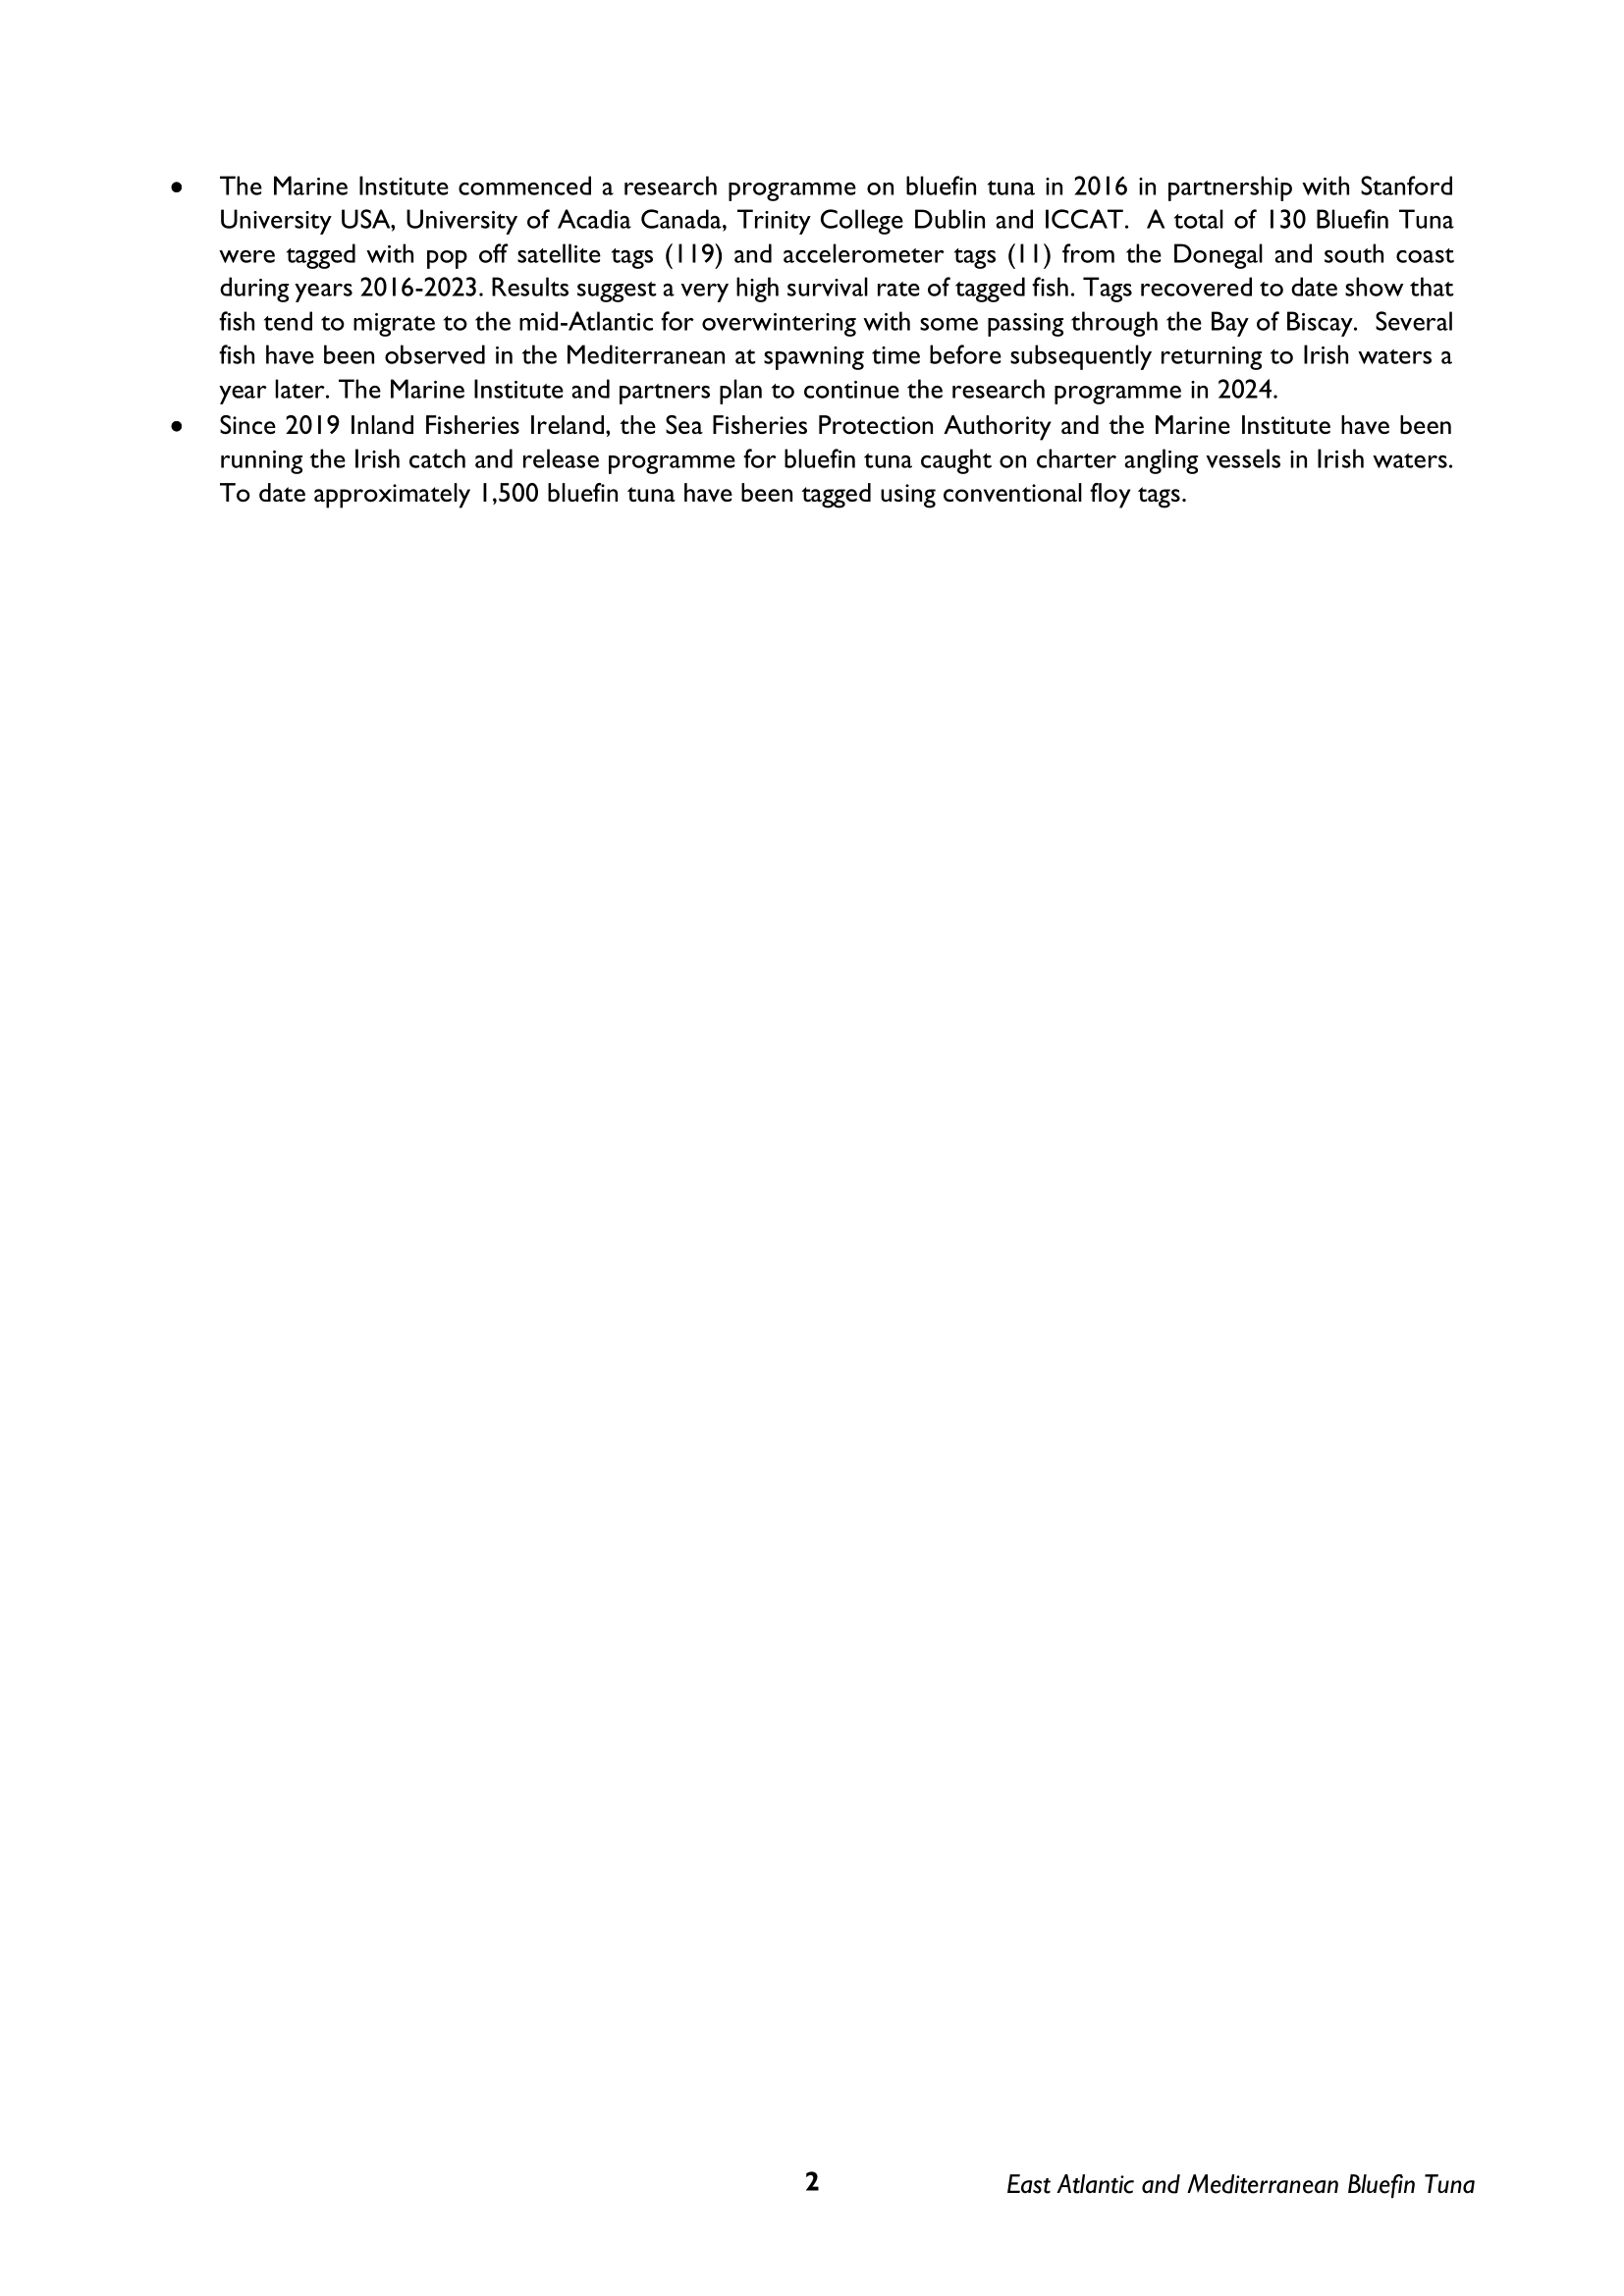 • The Marine Institute commenced a research programme on bluefin tuna in 2016 in partnership with Stanford
University USA, University of Acadia Canada, Trinity College Dublin and ICCAT.  A total of 130 Bluefin Tuna
were tagged with pop off satellite tags (119) and accelerometer tags (11) from the Donegal and south coast
during years 2016-2023. Results suggest a very high survival rate of tagged fish. Tags recovered to date show that
fish tend to migrate to the mid-Atlantic for overwintering with some passing through the Bay of Biscay.  Several
fish have been observed in the Mediterranean at spawning time before subsequently returning to Irish waters a
year later. The Marine Institute and partners plan to continue the research programme in 2024.
• Since 2019 Inland Fisheries Ireland, the Sea Fisheries Protection Authority and the Marine Institute have been
running the Irish catch and release programme for bluefin tuna caught on charter angling vessels in Irish waters.
To date approximately 1,500 bluefin tuna have been tagged using conventional floy tags.
2 East Atlantic and Mediterranean Bluefin Tuna